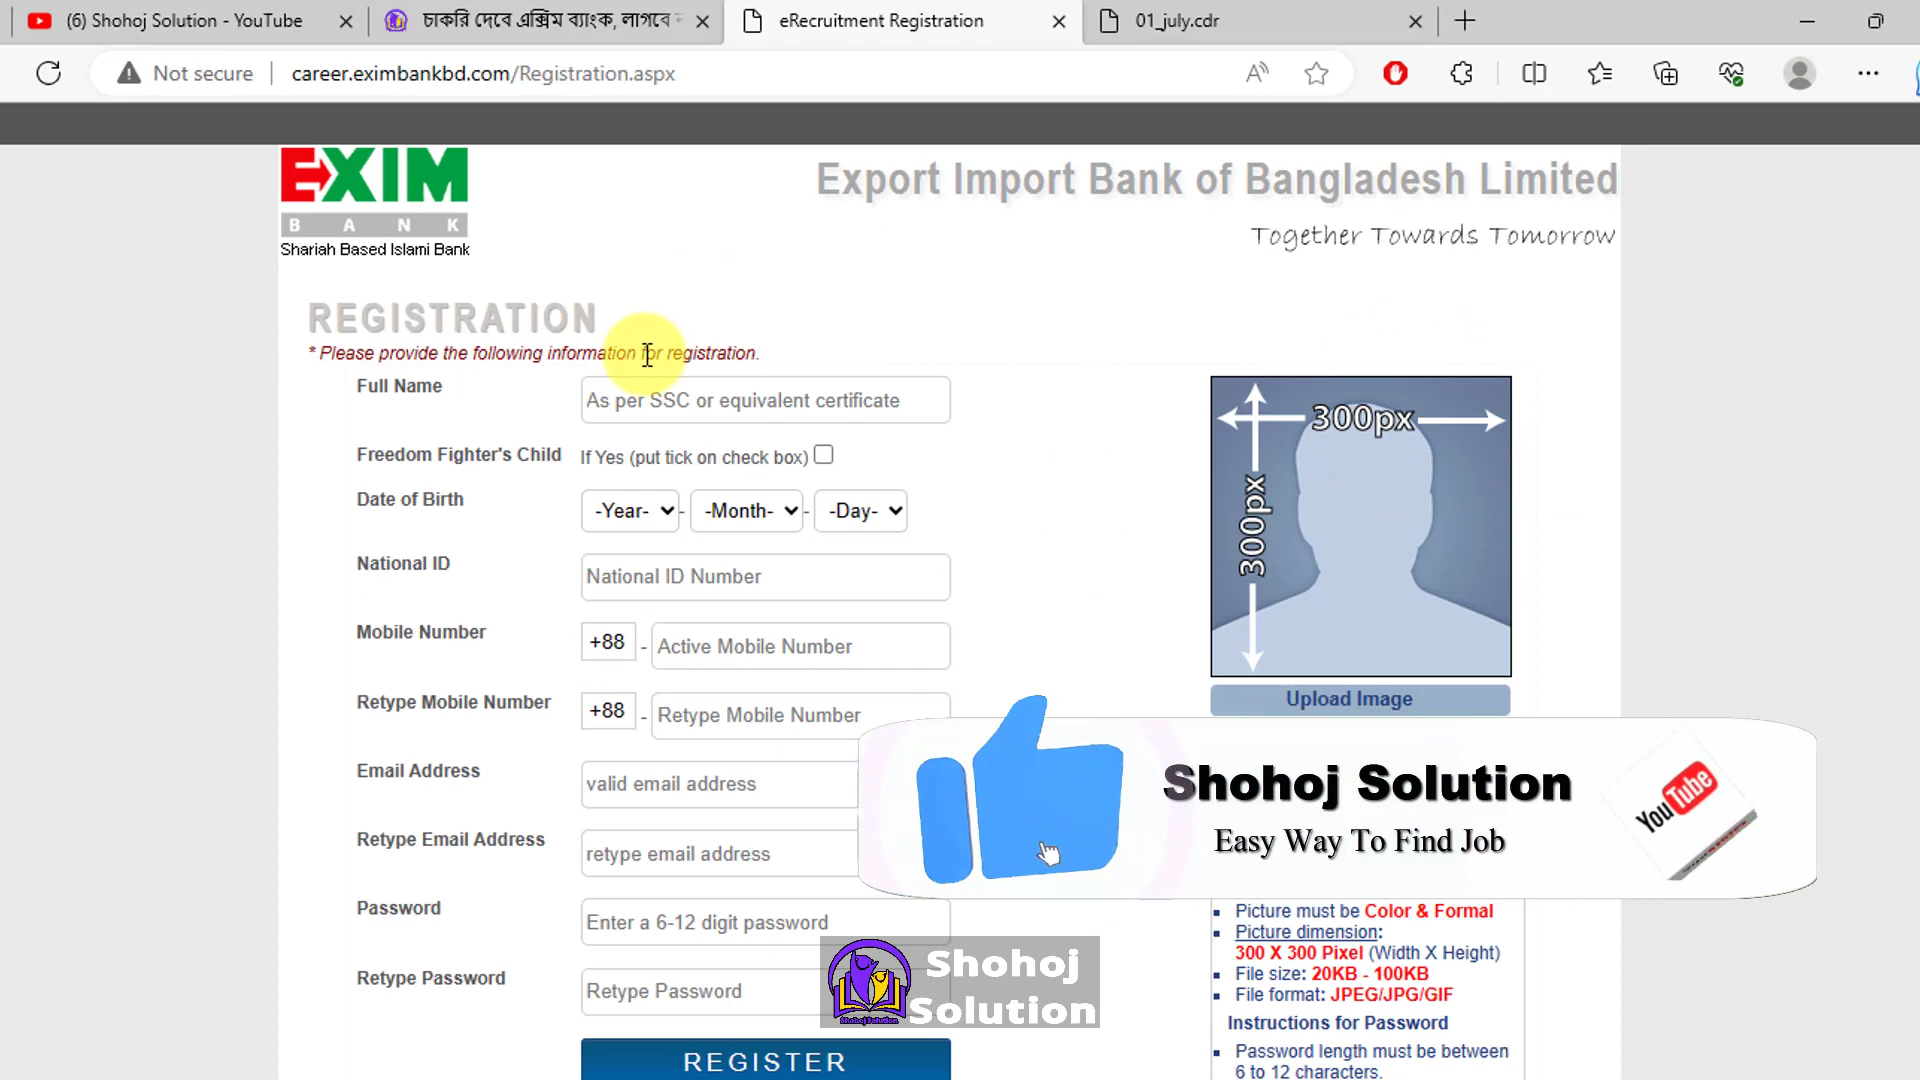 (6) Shohoj Solution - YouTube
চাকরি দেবে এক্সিম ব্যাংক, লাগবে
eRecruitment Registration
01_july.cdr
Not secure
career.eximbankbd.com/Registration.aspx
EXIM
BANK
Shariah Based Islami Bank
Export Import Bank of Bangladesh Limited
Together Towards Tomorrow
REGISTRATION
* Please provide the following information for registration.
Full Name
As per SSC or equivalent certificate
Freedom Fighter's Child
If Yes (put tick on check box)
Date of Birth
-Year- - -Month- - -Day-
National ID
National ID Number
Mobile Number
+88 - Active Mobile Number
Retype Mobile Number
+88 - Retype Mobile Number
Email Address
valid email address
Retype Email Address
retype email address
Password
Enter a 6-12 digit password
Retype Password
Retype Password
REGISTER
300px
300px
Upload Image
Shohoj Solution
Easy Way To Find Job
YouTube
Picture must be Color & Formal
Picture dimension:
300 X 300 Pixel (Width X Height)
File size: 20KB - 100KB
File format: JPEG/JPG/GIF
Instructions for Password
Password length must be between
6 to 12 characters.
Shohoj
Solution
Shohoj Solution